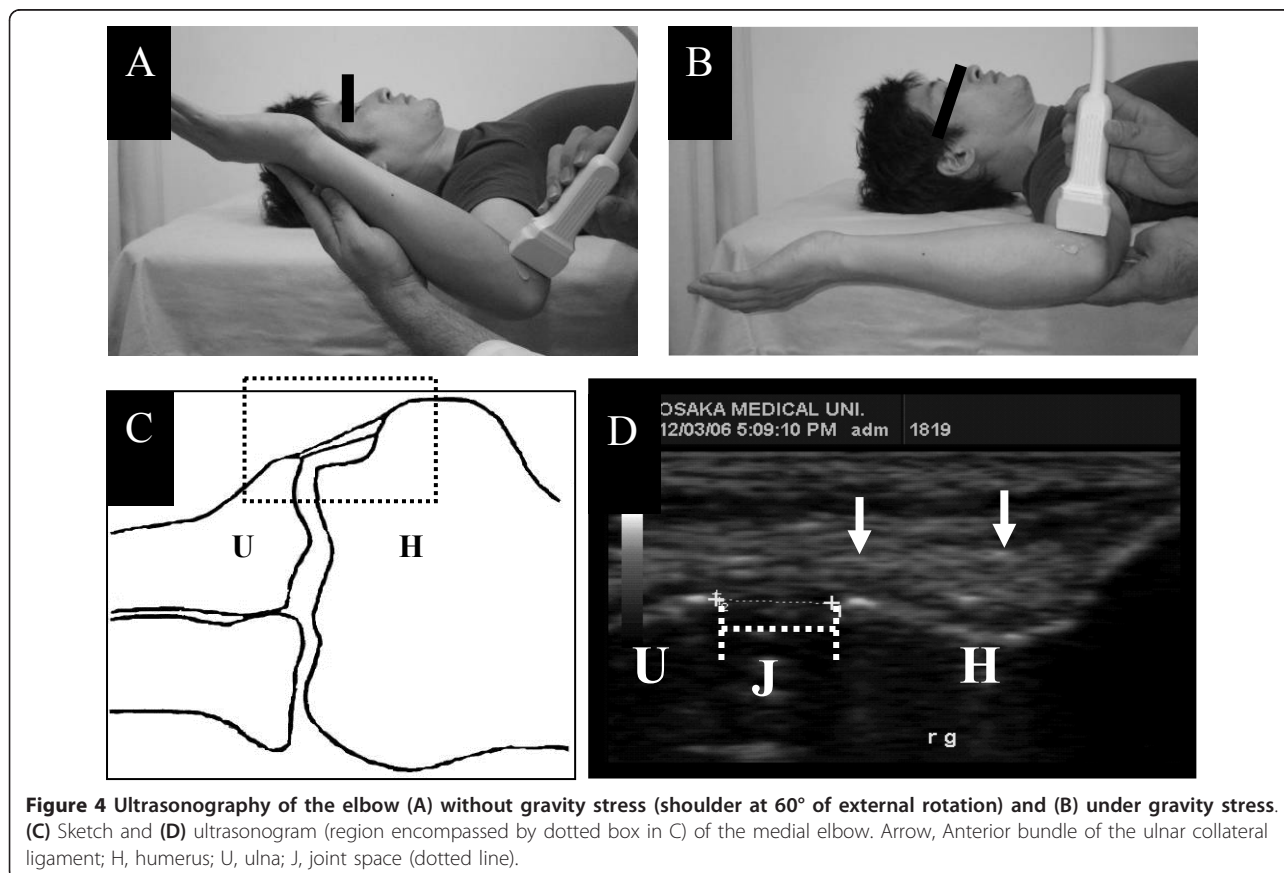 A
B
C
U
H
D
OSAKA MEDICAL UNI.
12/03/06 5:09:10 PM adm 1819
U
J
H
r g
Figure 4 Ultrasonography of the elbow (A) without gravity stress (shoulder at 60° of external rotation) and (B) under gravity stress.
(C) Sketch and (D) ultrasonogram (region encompassed by dotted box in C) of the medial elbow. Arrow, Anterior bundle of the ulnar collateral
ligament; H, humerus; U, ulna; J, joint space (dotted line).